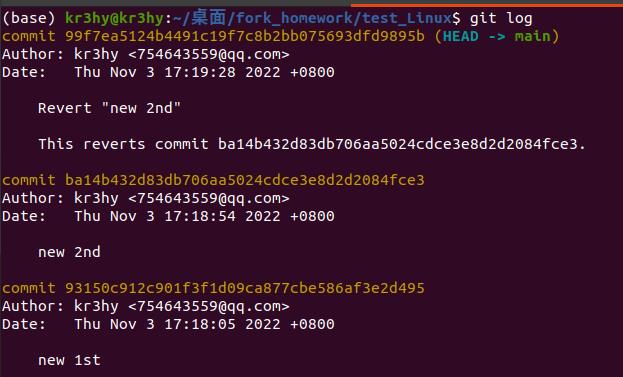 (base) kr3hy@kr3hy:~/桌面/fork_homework/test_Linux$ git log
commit 99f7ea5124b4491c19f7c8b2bb075693dfd9895b (HEAD -> main)
Author: kr3hy <754643559@qq.com>
Date:   Thu Nov 3 17:19:28 2022 +0800
    Revert "new 2nd"
    This reverts commit ba14b432d83db706aa5024cdce3e8d2d2084fce3.
commit ba14b432d83db706aa5024cdce3e8d2d2084fce3
Author: kr3hy <754643559@qq.com>
Date:   Thu Nov 3 17:18:54 2022 +0800
    new 2nd
commit 93150c912c901f3f1d09ca877cbe586af3e2d495
Author: kr3hy <754643559@qq.com>
Date:   Thu Nov 3 17:18:05 2022 +0800
    new 1st